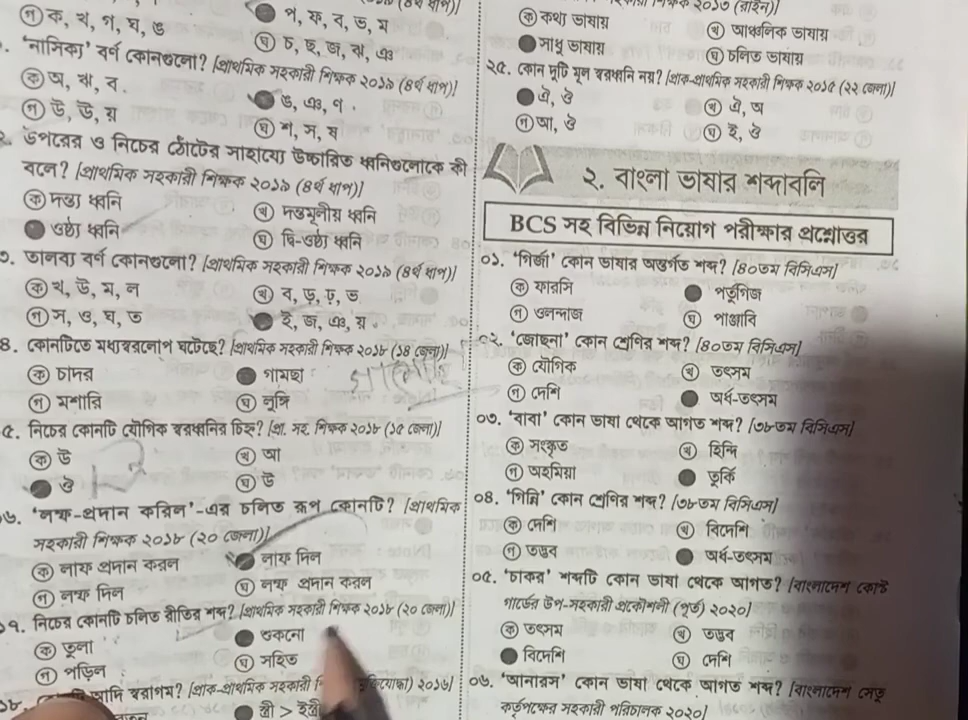 গ ক, খ, গ, ঘ, ঙ
প, ফ, ব, ভ, ম
ঘ চ, ছ, জ, ঝ, ঞ
'নাসিক্য' বর্ণ কোনগুলো? [প্রাথমিক সহকারী শিক্ষক ২০১৯ (৪র্থ ধাপ)]
ক অ, ঝ, ব.
ঙ, ঞ, ণ .
গ উ, উ, য়
ঘ শ, স, ষ
উপরের ও নিচের ঠোঁটের সাহায্যে উচ্চারিত ধ্বনিগুলোকে কী
বলে? [প্রাথমিক সহকারী শিক্ষক ২০১৯ (৪র্থ ধাপ)]
ক দন্ত্য ধ্বনি
খ দন্তমূলীয় ধ্বনি
ওষ্ঠ্য ধ্বনি
ঘ দ্বি-ওষ্ঠ্য ধ্বনি
৩. তালব্য বর্ণ কোনগুলো? [প্রাথমিক সহকারী শিক্ষক ২০১৯ (৪র্থ ধাপ)]
ক থ, উ, ম, ল
খ ব, ড়, ঢ়, ত
গ স, ও, ঘ, ত
ই, জ, ঞ, য়
৪. কোনটিতে মধ্যস্বরলোপ ঘটেছে? [প্রাথমিক সহকারী শিক্ষক ২০১৮ (১৪ জেলা)]
ক চাদর
গামছা
গ মশারি
ঘ লুঙ্গি
৫. নিচের কোনটি যৌগিক স্বরধ্বনির চিহ্ন? [প্রা. সহ. শিক্ষক ২০১৮ (১৫ জেলা)]
ক উ
খ আ
ঔ
ঘ উ
৬. 'লম্ফ-প্রদান করিল'-এর চলিত রূপ কোনটি? [প্রাথমিক
সহকারী শিক্ষক ২০১৮ (২০ জেলা)]
ক লাফ প্রদান করল
লাফ দিল
গ লম্ফ দিল
ঘ লম্ফ প্রদান করল
১৭. নিচের কোনটি চলিত রীতির শব্দ? [প্রাথমিক সহকারী শিক্ষক ২০১৮ (২০ জেলা)]
ক তুলা
শুকনো
গ পড়িল
ঘ সহিত
আদি স্বরাগম? [প্রাক-প্রাথমিক সহকারী
২০১৬]
স্ত্রী > ইস্ত্রী
২০১৩ (রাইন)]
ক কথ্য ভাষায়
খ আঞ্চলিক ভাষায়
সাধু ভাষায়
ঘ চলিত ভাষায়
২৫. কোন দুটি মূল স্বরধ্বনি নয়? [প্রাক-প্রাথমিক সহকারী শিক্ষক ২০১৫ (২২ জেলা)]
ঐ, ঔ
খ ঐ, অ
গ আ, ঔ
ঘ ই, ঔ
২. বাংলা ভাষার শব্দাবলি
BCS সহ বিভিন্ন নিয়োগ পরীক্ষার প্রশ্নোত্তর
০১. 'গির্জা' কোন ভাষার অন্তর্গত শব্দ? [৪০তম বিসিএস]
ক ফারসি
পর্তুগিজ
গ ওলন্দাজ
ঘ পাঞ্জাবি
০২. 'জোছনা' কোন শ্রেণির শব্দ? [৪০তম বিসিএস]
ক যৌগিক
খ তৎসম
গ দেশি
অর্ধ-তৎসম
০৩. 'বাবা' কোন ভাষা থেকে আগত শব্দ? [৩৮তম বিসিএস]
ক সংস্কৃত
খ হিন্দি
গ অহমিয়া
তুর্কি
০৪. 'গিন্নি' কোন শ্রেণির শব্দ? [৩৮তম বিসিএস]
ক দেশি
খ বিদেশি
গ তদ্ভব
অর্ধ-তৎসম
০৫. 'চাকর' শব্দটি কোন ভাষা থেকে আগত? [বাংলাদেশ কোস্ট
গার্ডের উপ-সহকারী প্রকৌশলী (পূর্ত) ২০২০]
ক তৎসম
খ তদ্ভব
বিদেশি
ঘ দেশি
০৬. 'আনারস' কোন ভাষা থেকে আগত শব্দ? [বাংলাদেশ সেতু
কর্তৃপক্ষের সহকারী পরিচালক ২০২০]